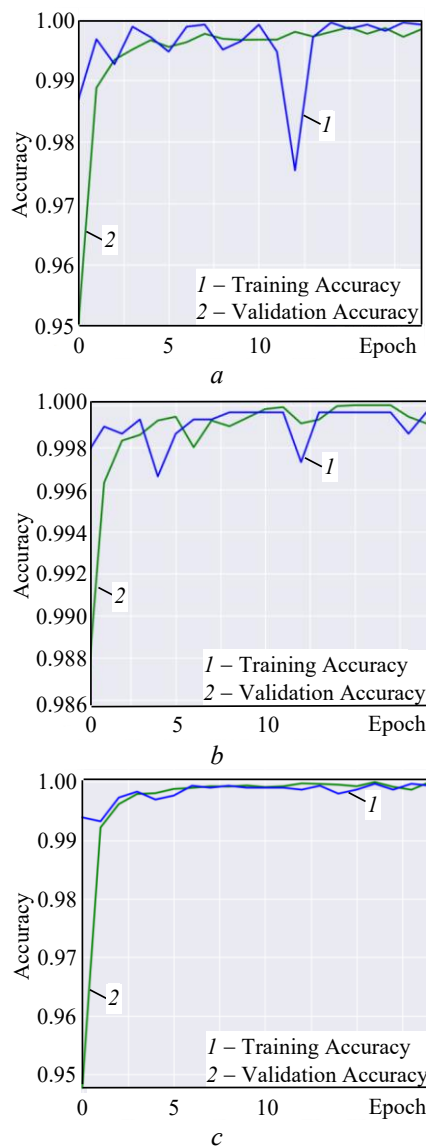 1.00
0.99
0.98
0.97
0.96
0.95
Accuracy
1
2
1 – Training Accuracy
2 – Validation Accuracy
0 5 10 Epoch
a
1.000
0.998
0.996
0.994
0.992
0.990
0.988
0.986
Accuracy
1
2
1 – Training Accuracy
2 – Validation Accuracy
0 5 10 Epoch
b
1.00
0.99
0.98
0.97
0.96
0.95
Accuracy
1
2
1 – Training Accuracy
2 – Validation Accuracy
0 5 10 Epoch
c